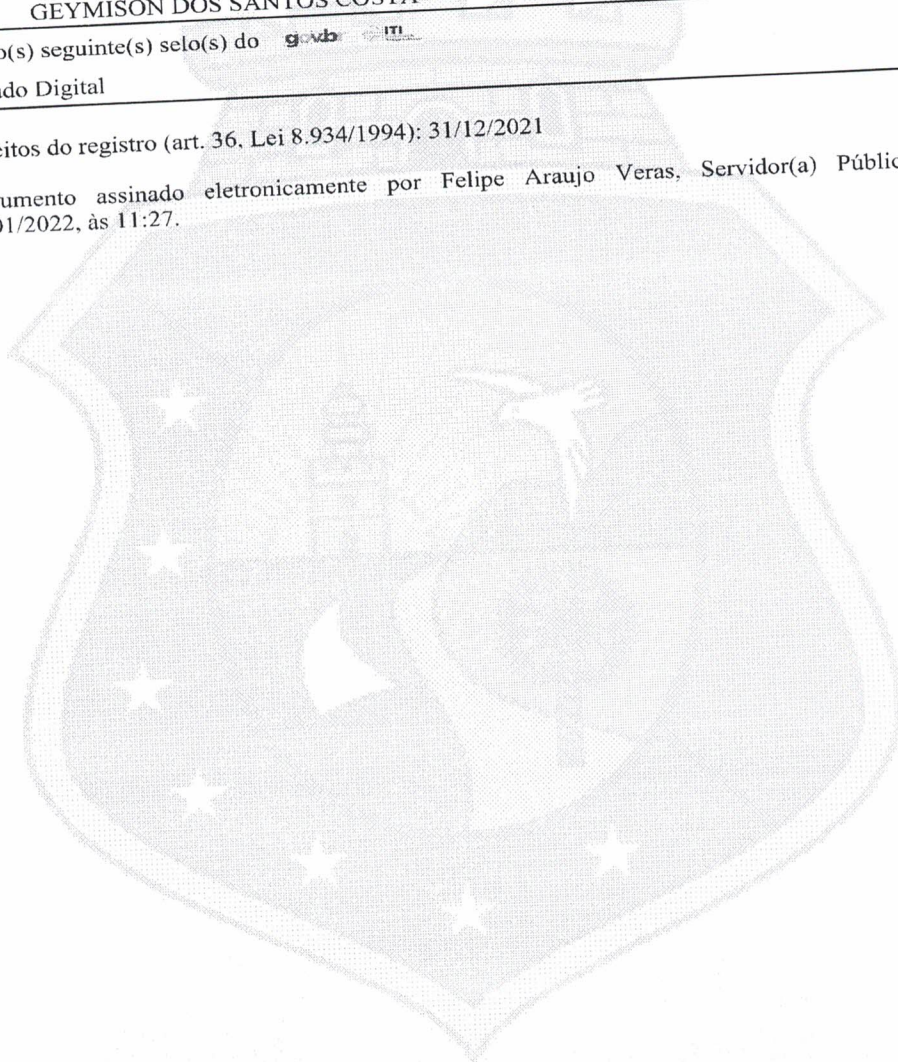 GEYMISON DOS SANTOS COSTA
o(s) seguinte(s) selo(s) do gov.br ITI
do Digital
eitos do registro (art. 36, Lei 8.934/1994): 31/12/2021
umento assinado eletronicamente por Felipe Araujo Veras, Servidor(a) Públic
01/2022, às 11:27.